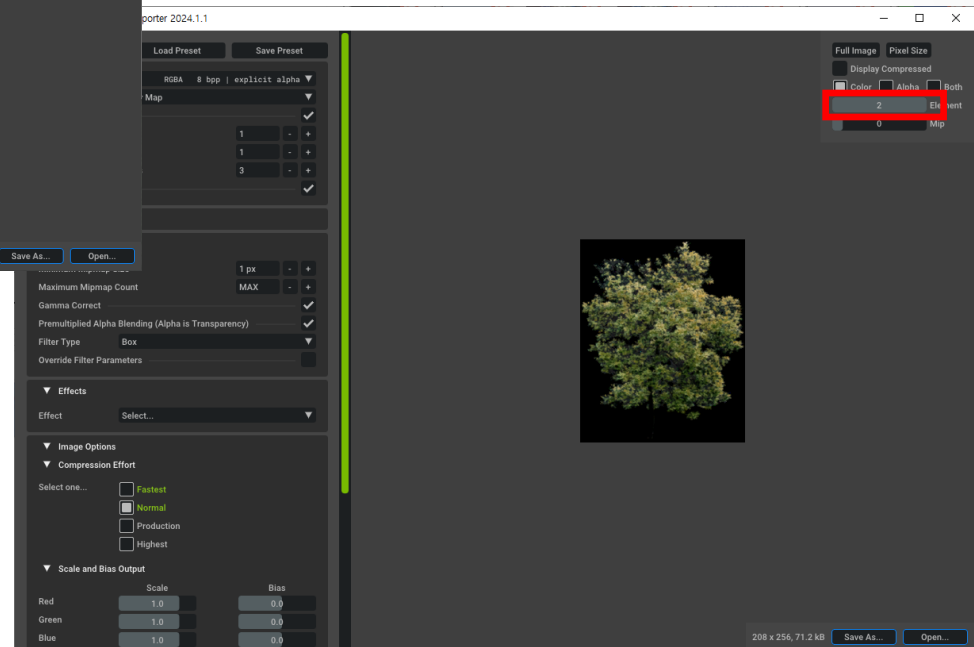 porter 2024.1.1
Load Preset Save Preset
Full Image Pixel Size
Display Compressed
RGBA 8 bpp | explicit alpha
Color Alpha Both
Map
2 Element
0 Mip
1 - +
1 - +
3 - +
Save As... Open...
1 px - +
Maximum Mipmap Count MAX - +
Gamma Correct
Premultiplied Alpha Blending (Alpha is Transparency)
Filter Type Box
Override Filter Parameters
Effects
Effect Select...
Image Options
Compression Effort
Select one... Fastest
Normal
Production
Highest
Scale and Bias Output
Scale Bias
Red 1.0 0.0
Green 1.0 0.0
Blue 1.0 0.0
208 x 256, 71.2 kB Save As... Open...